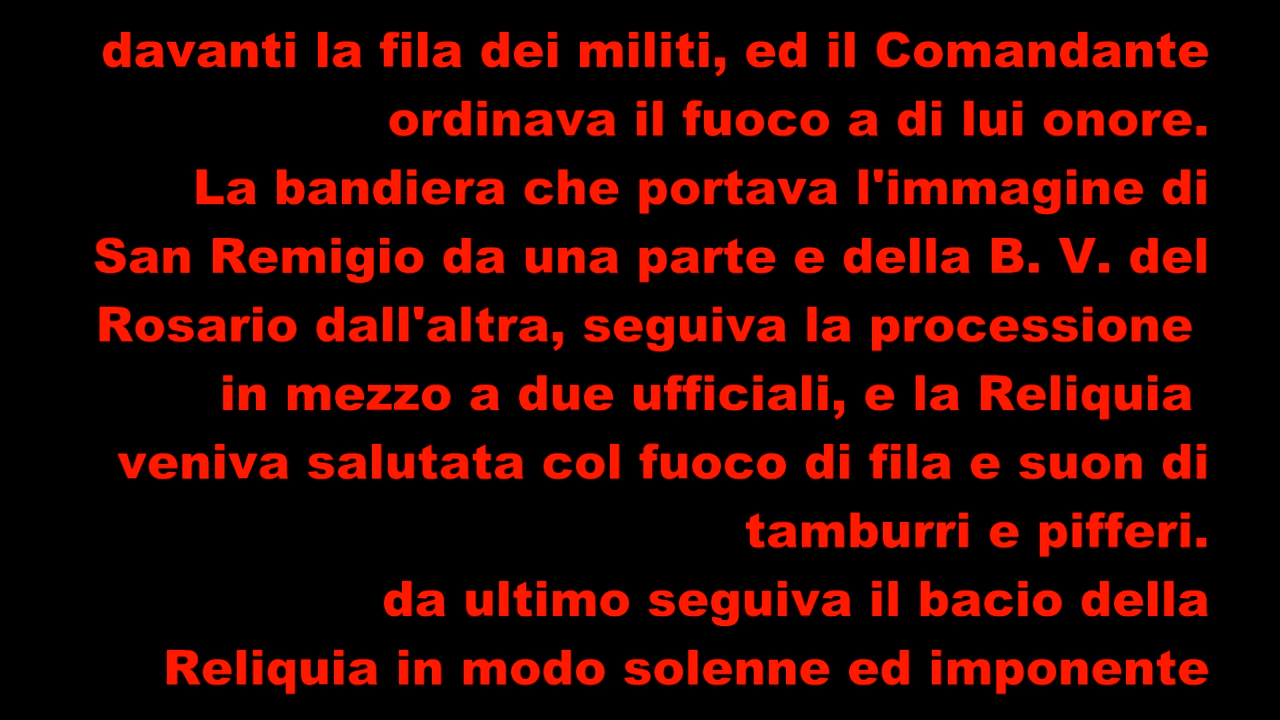 davanti la fila dei militi, ed il Comandante
ordinava il fuoco a di lui onore.
La bandiera che portava l'immagine di
San Remigio da una parte e della B. V. del
Rosario dall'altra, seguiva la processione
in mezzo a due ufficiali, e la Reliquia
veniva salutata col fuoco di fila e suon di
tamburri e pifferi.
da ultimo seguiva il bacio della
Reliquia in modo solenne ed imponente